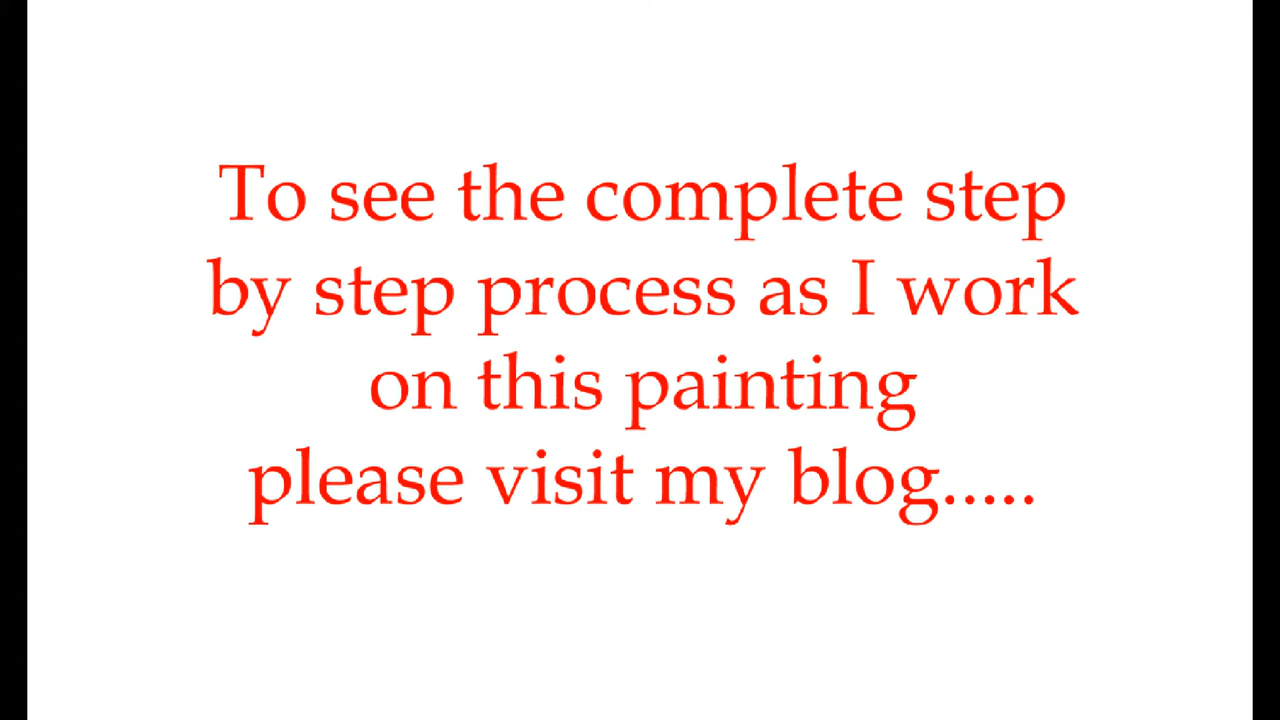 To see the complete step
by step process as I work
on this painting
please visit my blog.....